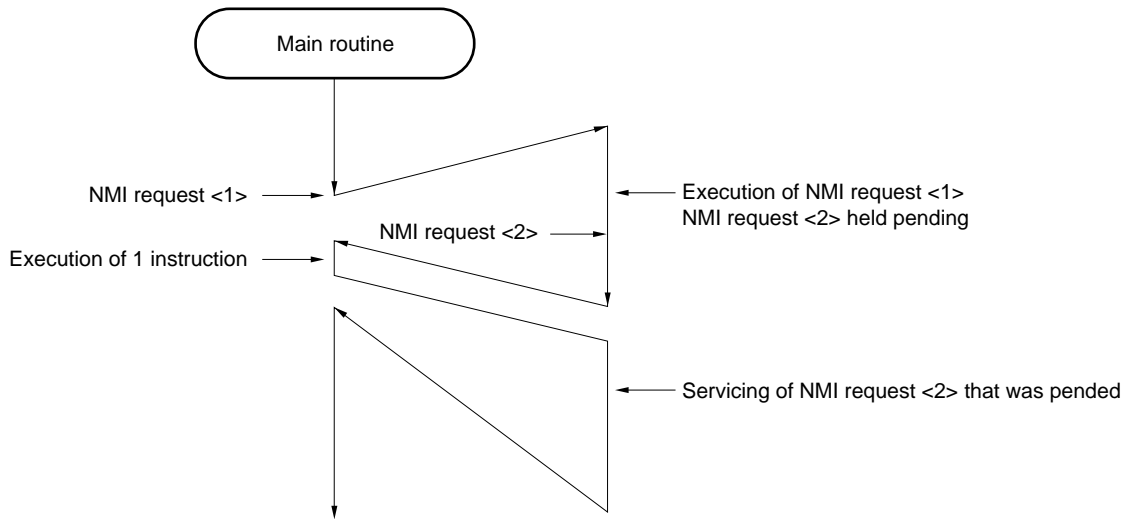 Main routine
NMI request <1>
Execution of NMI request <1>
NMI request <2> held pending
NMI request <2>
Execution of 1 instruction
Servicing of NMI request <2> that was pended